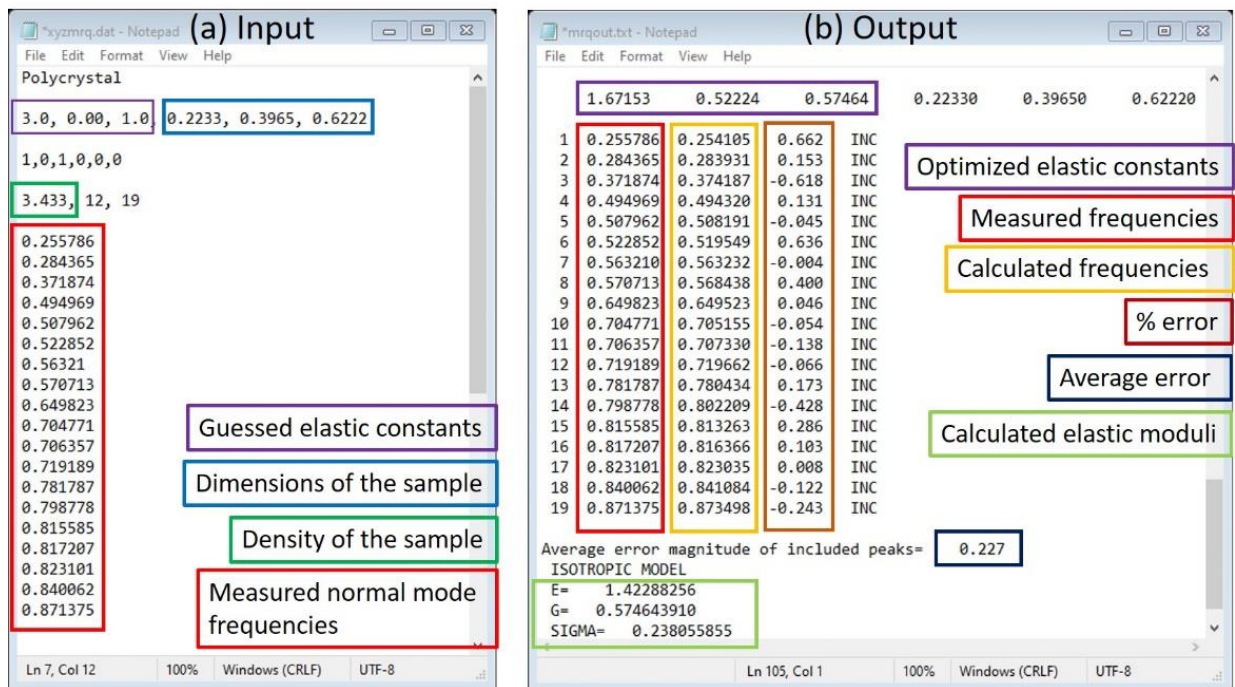 *xyzmrq.dat - Notepad
(a) Input
File Edit Format View Help
Polycrystal
3.0, 0.00, 1.0, 0.2233, 0.3965, 0.6222
1,0,1,0,0,0
3.433, 12, 19
0.255786
0.284365
0.371874
0.494969
0.507962
0.522852
0.56321
0.570713
0.649823
0.704771
0.706357
0.719189
0.781787
0.798778
0.815585
0.817207
0.823101
0.840062
0.871375
Guessed elastic constants
Dimensions of the sample
Density of the sample
Measured normal mode
frequencies
Ln 7, Col 12 100% Windows (CRLF) UTF-8
*mrqout.txt - Notepad
(b) Output
File Edit Format View Help
1.67153 0.52224 0.57464 0.22330 0.39650 0.62220
1 0.255786 0.254105 0.662 INC
2 0.284365 0.283931 0.153 INC
3 0.371874 0.374187 -0.618 INC
4 0.494969 0.494320 0.131 INC
5 0.507962 0.508191 -0.045 INC
6 0.522852 0.519549 0.636 INC
7 0.563210 0.563232 -0.004 INC
8 0.570713 0.568438 0.400 INC
9 0.649823 0.649523 0.046 INC
10 0.704771 0.705155 -0.054 INC
11 0.706357 0.707330 -0.138 INC
12 0.719189 0.719662 -0.066 INC
13 0.781787 0.780434 0.173 INC
14 0.798778 0.802209 -0.428 INC
15 0.815585 0.813263 0.286 INC
16 0.817207 0.816366 0.103 INC
17 0.823101 0.823035 0.008 INC
18 0.840062 0.841084 -0.122 INC
19 0.871375 0.873498 -0.243 INC
Optimized elastic constants
Measured frequencies
Calculated frequencies
% error
Average error
Calculated elastic moduli
Average error magnitude of included peaks= 0.227
ISOTROPIC MODEL
E= 1.42288256
G= 0.574643910
SIGMA= 0.238055855
Ln 105, Col 1 100% Windows (CRLF) UTF-8